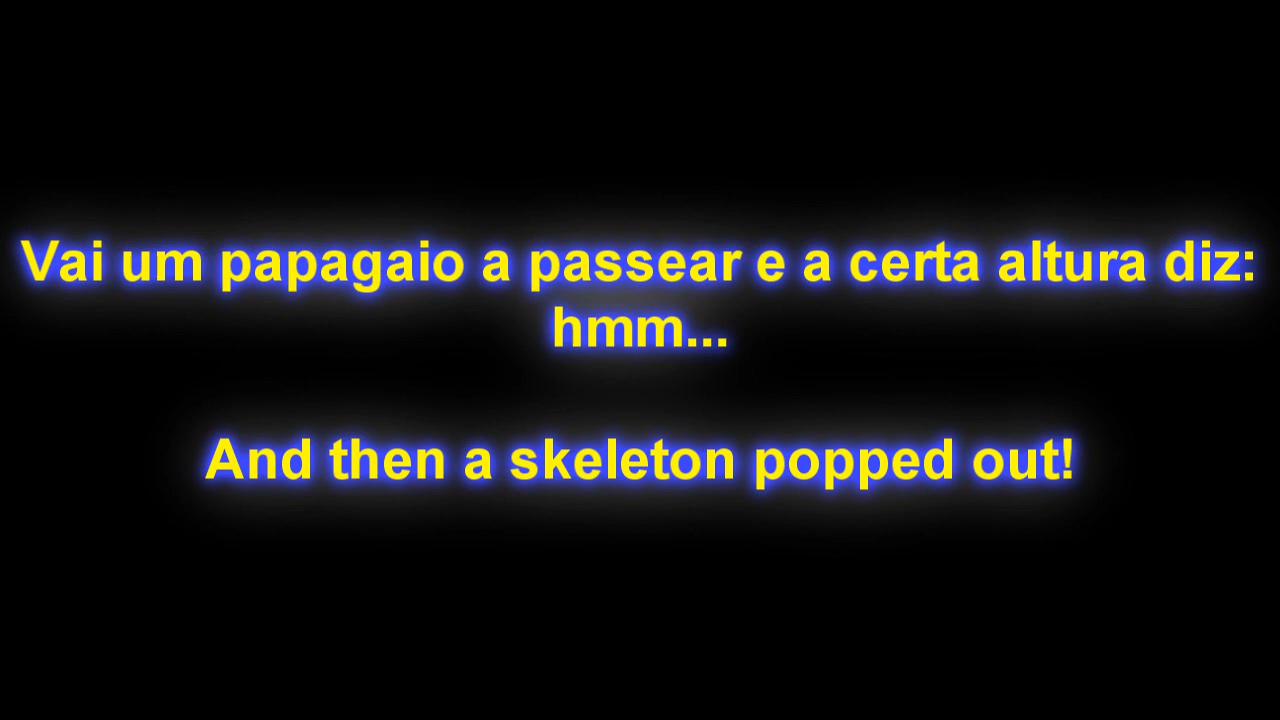 Vai um papagaio a passear e a certa altura diz:
hmm...
And then a skeleton popped out!